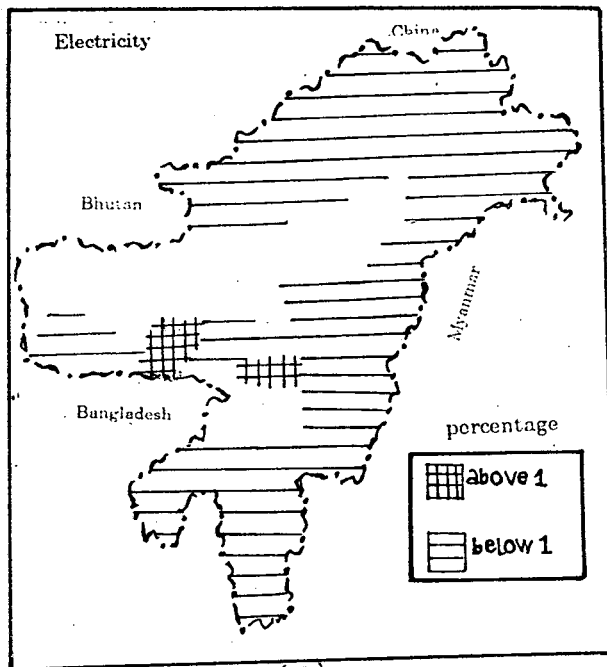 Electricity
China
Bhutan
Myanmar
Bangladesh
percentage
above 1
below 1